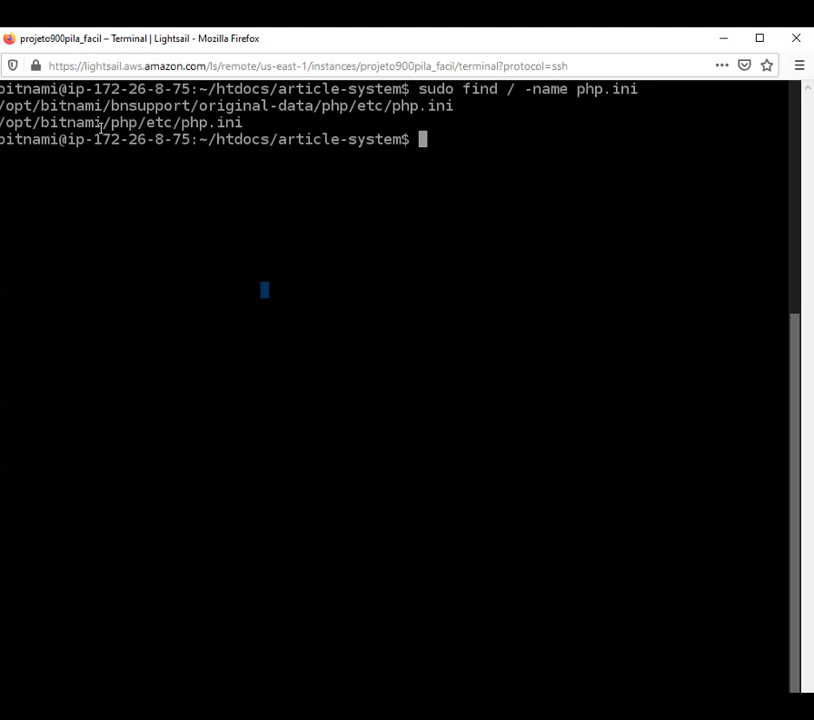 projeto900pila_facil – Terminal | Lightsail - Mozilla Firefox
https://lightsail.aws.amazon.com/ls/remote/us-east-1/instances/projeto900pila_facil/terminal?protocol=ssh
bitnami@ip-172-26-8-75:~/htdocs/article-system$ sudo find / -name php.ini
/opt/bitnami/bnsupport/original-data/php/etc/php.ini
/opt/bitnami/php/etc/php.ini
bitnami@ip-172-26-8-75:~/htdocs/article-system$